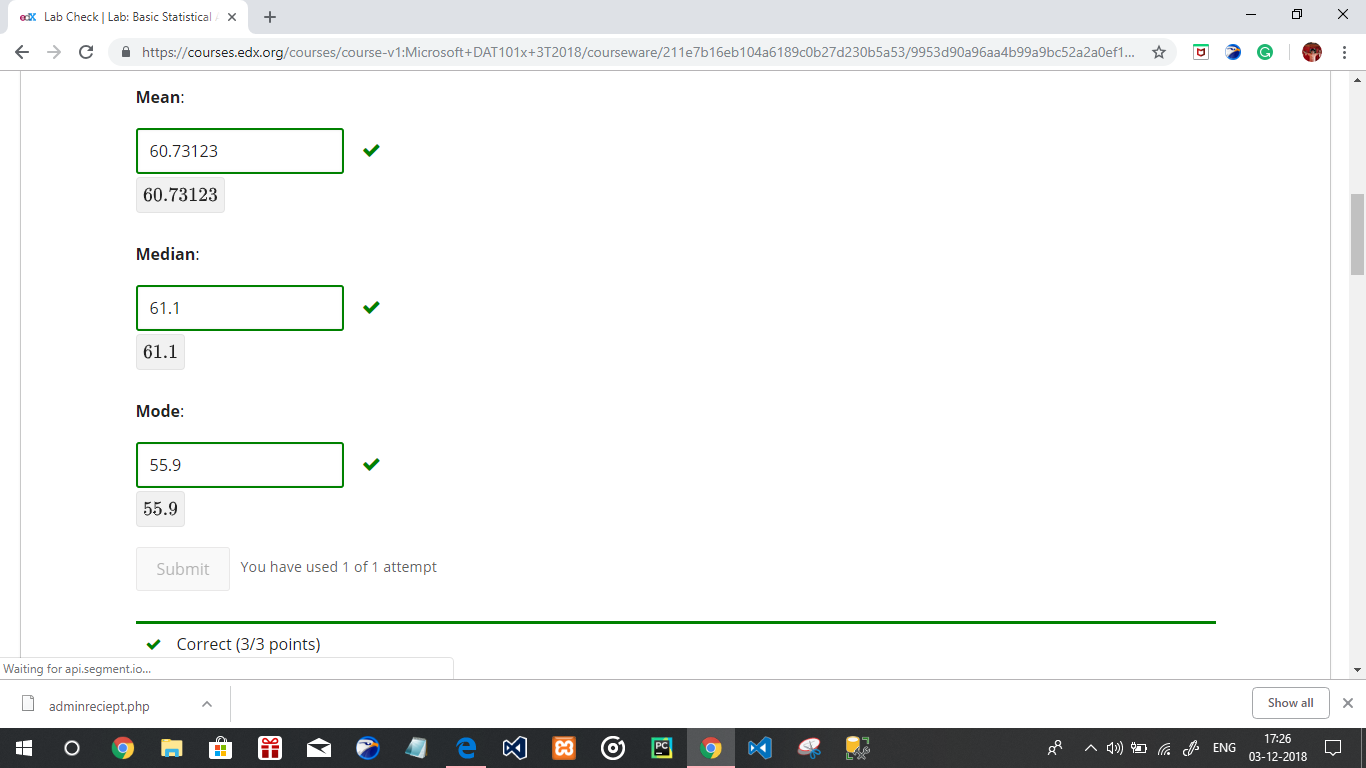 edX Lab Check | Lab: Basic Statistical
https://courses.edx.org/courses/course-v1:Microsoft+DAT101x+3T2018/courseware/211e7b16eb104a6189c0b27d230b5a53/9953d90a96aa4b99a9bc52a2a0ef1...
Mean:
60.73123
60.73123
Median:
61.1
61.1
Mode:
55.9
55.9
Submit You have used 1 of 1 attempt
Correct (3/3 points)
Waiting for api.segment.io...
adminreciept.php Show all
PC
ENG
17:26
03-12-2018